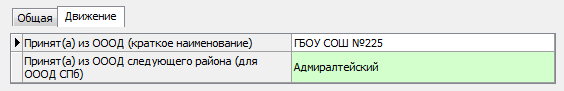 Общая Движение
Принят(а) из ОООД (краткое наименование) ГБОУ СОШ №225
Принят(а) из ОООД следующего района (для
ОООД СПб) Адмиралтейский